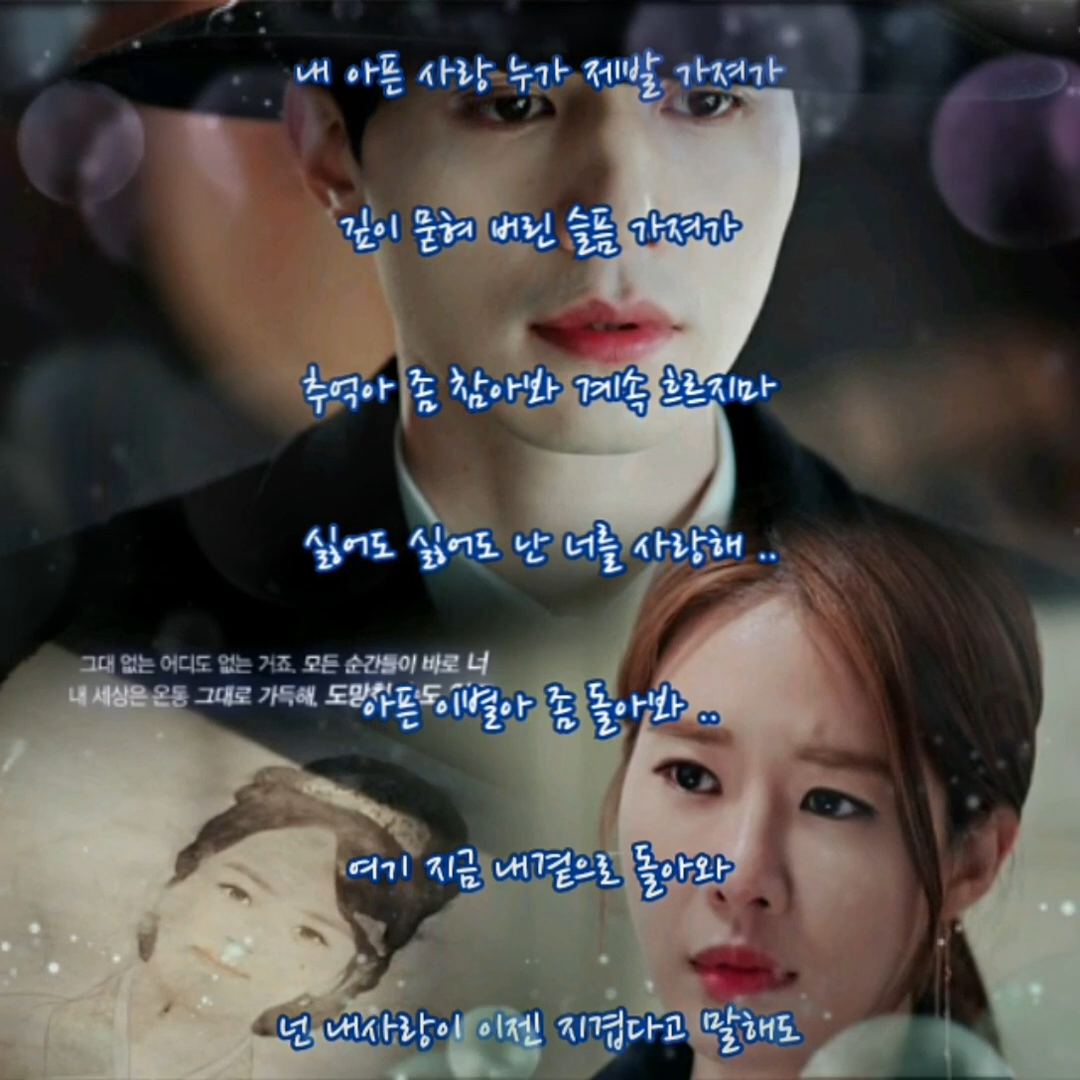 내 아픈 사랑 누가 제발 가져가
깊이 묻혀 버린 슬픔 가져가
추억아 좀 참아봐 계속 흐르지마
싫어도 싫어도 난 너를 사랑해 ..
그대 없는 어디도 없는 거죠. 모든 순간들이 바로 너
내 세상은 온통 그대로 가득해,
아픈 이별아 좀 돌아봐 ..
여기 지금 내곁으로 돌아와
넌 내사랑이 이젠 지겹다고 말해도